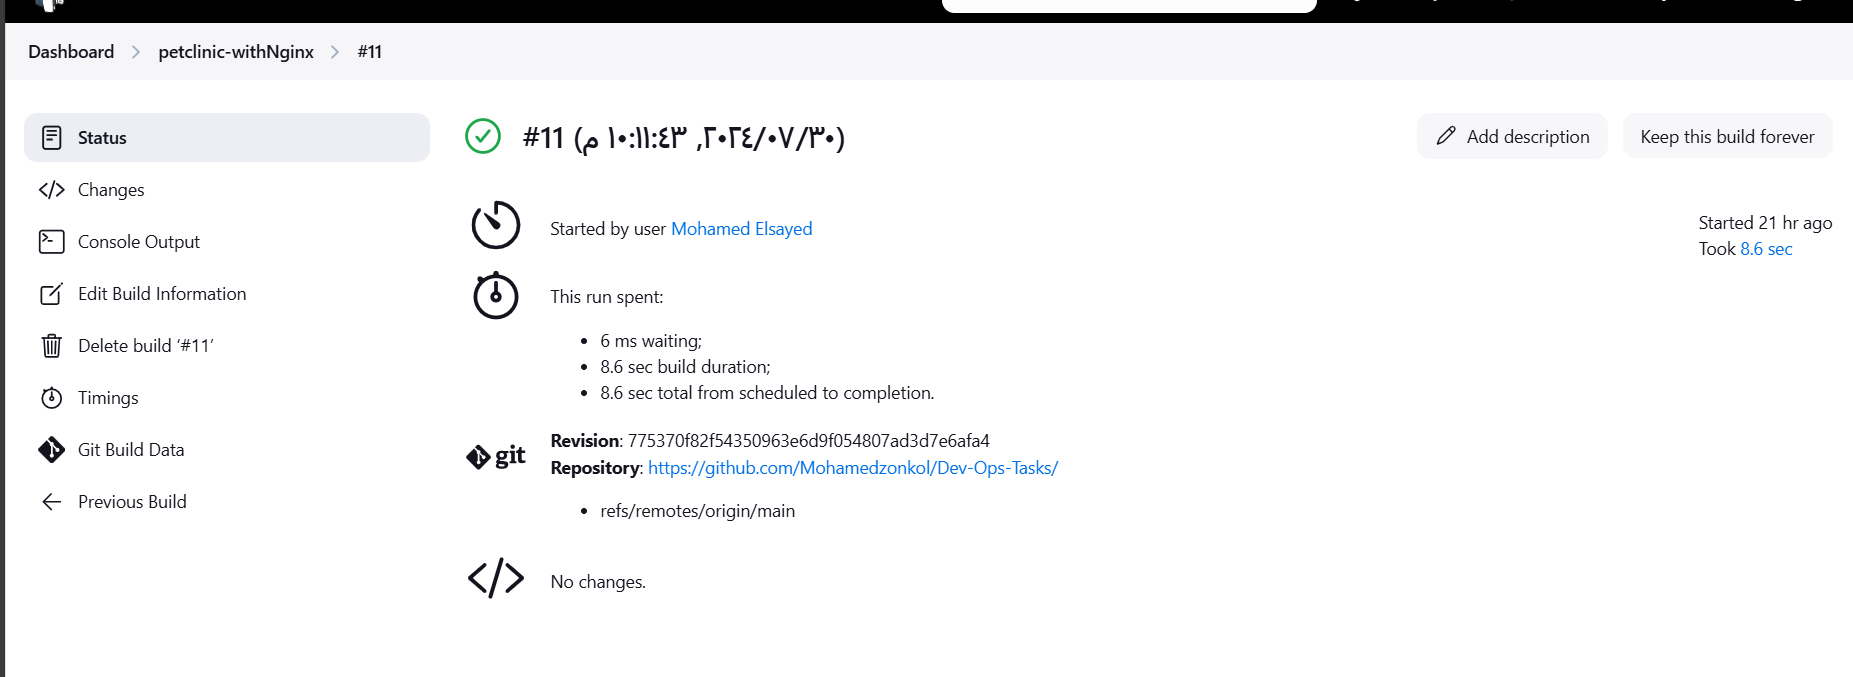 Dashboard > petclinic-withNginx > #11
Status
Changes
Console Output
Edit Build Information
Delete build ‘#11’
Timings
Git Build Data
Previous Build
#11 (٣٠‏/٠٧‏/٢٠٢٤, ١٠:١١:٤٣ م)
Add description
Keep this build forever
Started by user Mohamed Elsayed
Started 21 hr ago
Took 8.6 sec
This run spent:
• 6 ms waiting;
• 8.6 sec build duration;
• 8.6 sec total from scheduled to completion.
git
Revision: 775370f82f54350963e6d9f054807ad3d7e6afa4
Repository: https://github.com/Mohamedzonkol/Dev-Ops-Tasks/
• refs/remotes/origin/main
No changes.